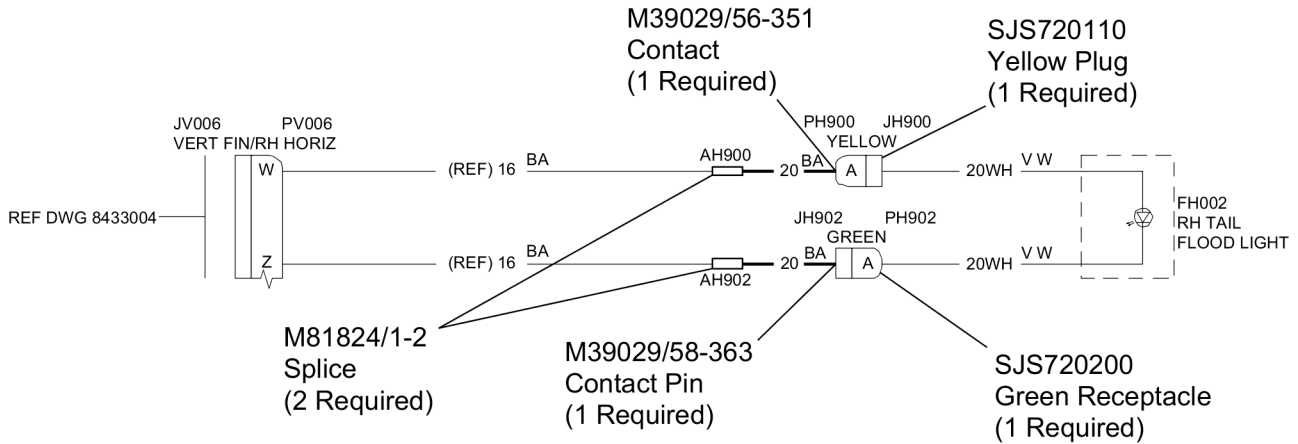 M39029/56-351
Contact
(1 Required)
SJS720110
Yellow Plug
(1 Required)
JV006 PV006
VERT FIN/RH HORIZ
PH900 JH900
YELLOW
W
(REF) 16 BA
AH900
20 BA
A
20WH V W
REF DWG 8433004
FH002
RH TAIL
FLOOD LIGHT
JH902 PH902
GREEN
Z
(REF) 16 BA
AH902
20 BA
A
20WH V W
M81824/1-2
Splice
(2 Required)
M39029/58-363
Contact Pin
(1 Required)
SJS720200
Green Receptacle
(1 Required)